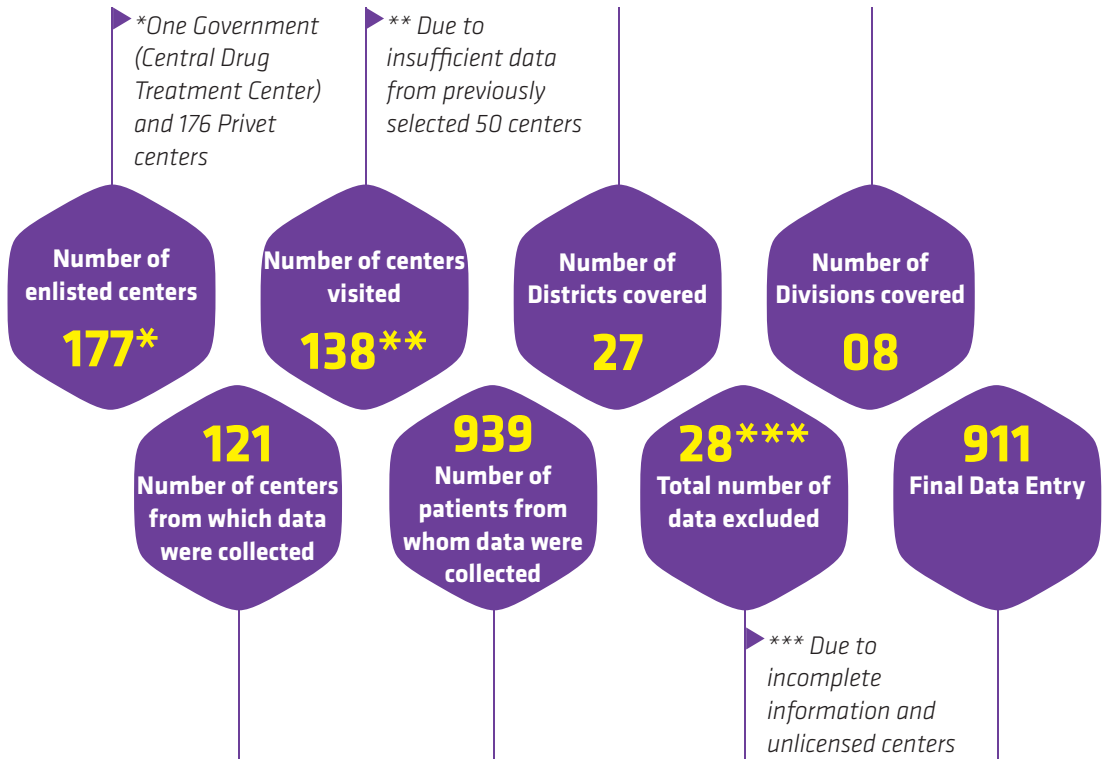 *One Government
(Central Drug
Treatment Center)
and 176 Privet
centers
** Due to
insufficient data
from previously
selected 50 centers
Number of
enlisted centers
177*
Number of centers
visited
138**
Number of
Districts covered
27
Number of
Divisions covered
08
121
Number of centers
from which data
were collected
939
Number of
patients from
whom data were
collected
28***
Total number of
data excluded
911
Final Data Entry
*** Due to
incomplete
information and
unlicensed centers